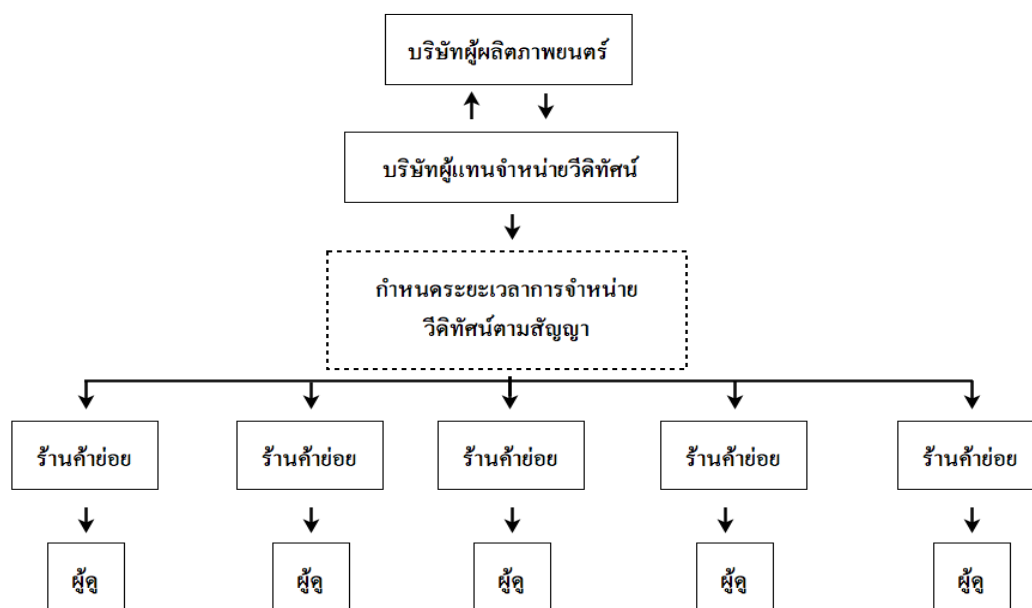 บริษัทผู้ผลิตภาพยนตร์
บริษัทผู้แทนจำหน่ายวีดิทัศน์
กำหนดระยะเวลาการจำหน่าย
วีดิทัศน์ตามสัญญา
ร้านค้าย่อย
ร้านค้าย่อย
ร้านค้าย่อย
ร้านค้าย่อย
ร้านค้าย่อย
ผู้ดู
ผู้ดู
ผู้ดู
ผู้ดู
ผู้ดู